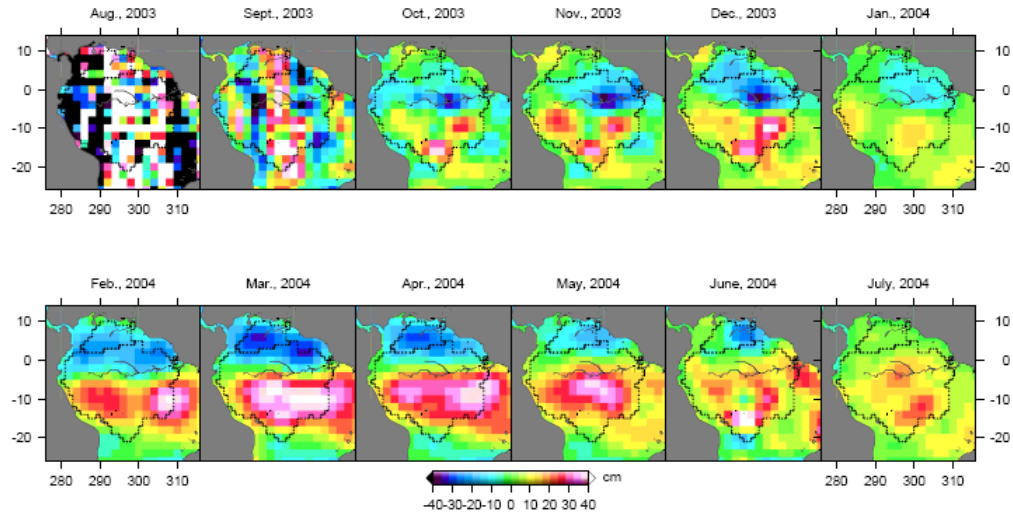 Aug., 2003 Sept., 2003 Oct., 2003 Nov., 2003 Dec., 2003 Jan., 2004
10 10
0 0
-10 -10
-20 -20
280 290 300 310 280 290 300 310
Feb., 2004 Mar., 2004 Apr., 2004 May, 2004 June, 2004 July, 2004
10 10
0 0
-10 -10
-20 -20
280 290 300 310 cm 280 290 300 310
-40-30-20-10 0 10 20 30 40